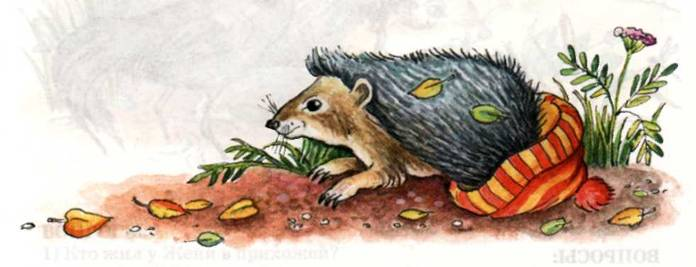 1) Кто жил у Жени в прихожей?
ВОПРОСЫ: